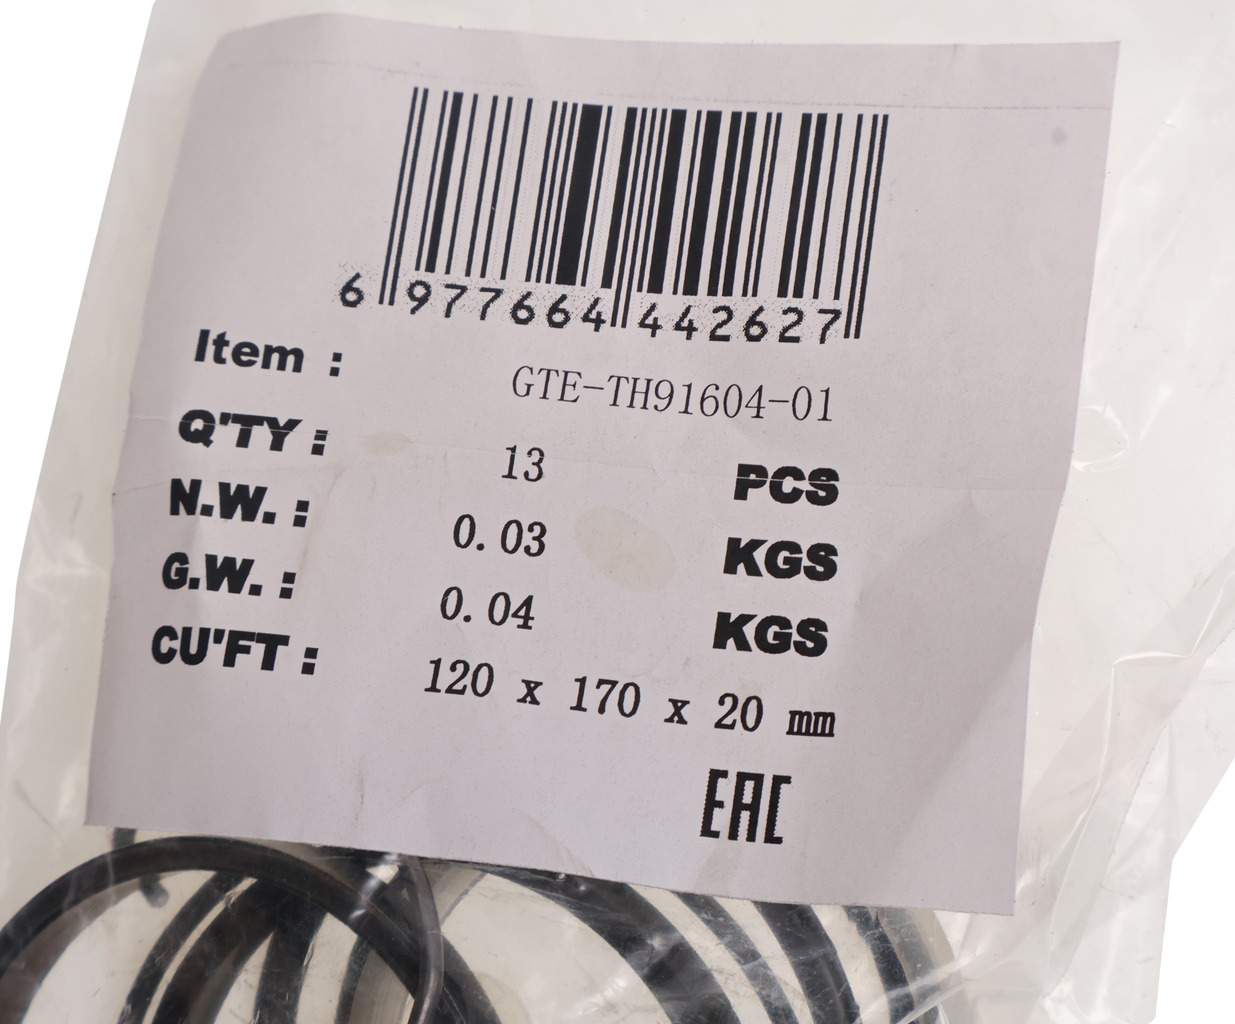 6 977664 442627
Item : GTE-TH91604-01
Q'TY : 13 PCS
N.W. : 0.03 KGS
G.W. : 0.04 KGS
CU'FT : 120 x 170 x 20 mm
EAC